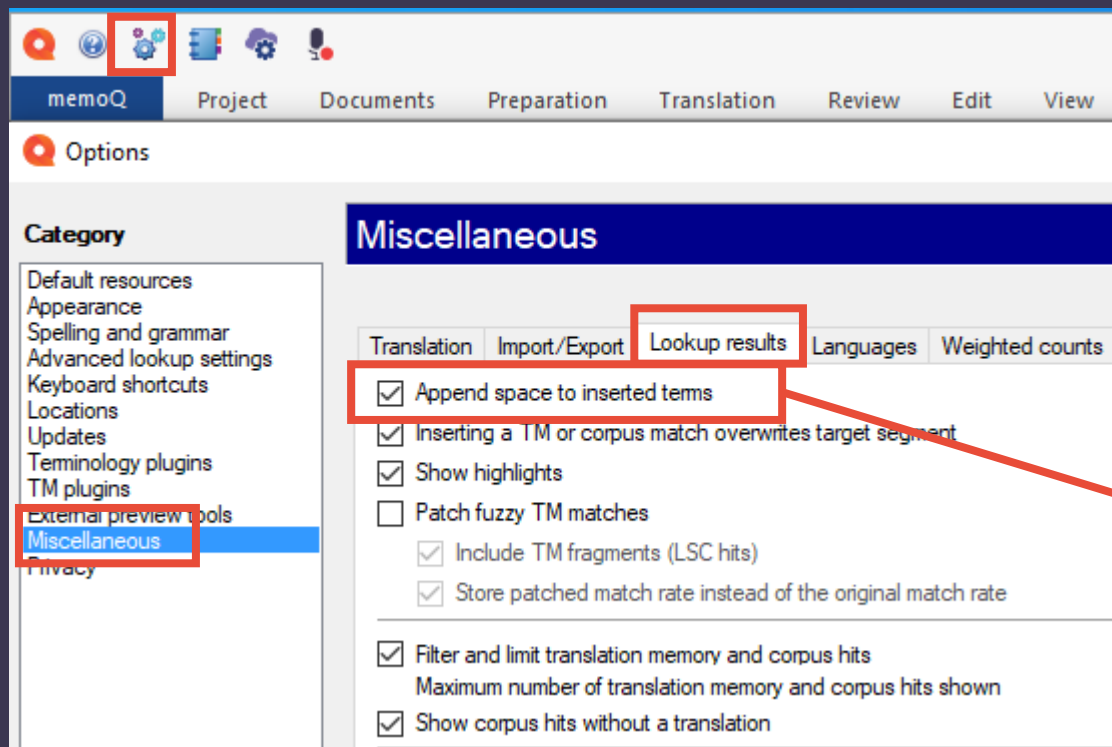 memoQ Project Documents Preparation Translation Review Edit View
Options
Category
Default resources
Appearance
Spelling and grammar
Advanced lookup settings
Keyboard shortcuts
Locations
Updates
Terminology plugins
TM plugins
External preview tools
Miscellaneous
Privacy
Miscellaneous
Translation Import/Export Lookup results Languages Weighted counts
Append space to inserted terms
Inserting a TM or corpus match overwrites target segment
Show highlights
Patch fuzzy TM matches
Include TM fragments (LSC hits)
Store patched match rate instead of the original match rate
Filter and limit translation memory and corpus hits
Maximum number of translation memory and corpus hits shown
Show corpus hits without a translation